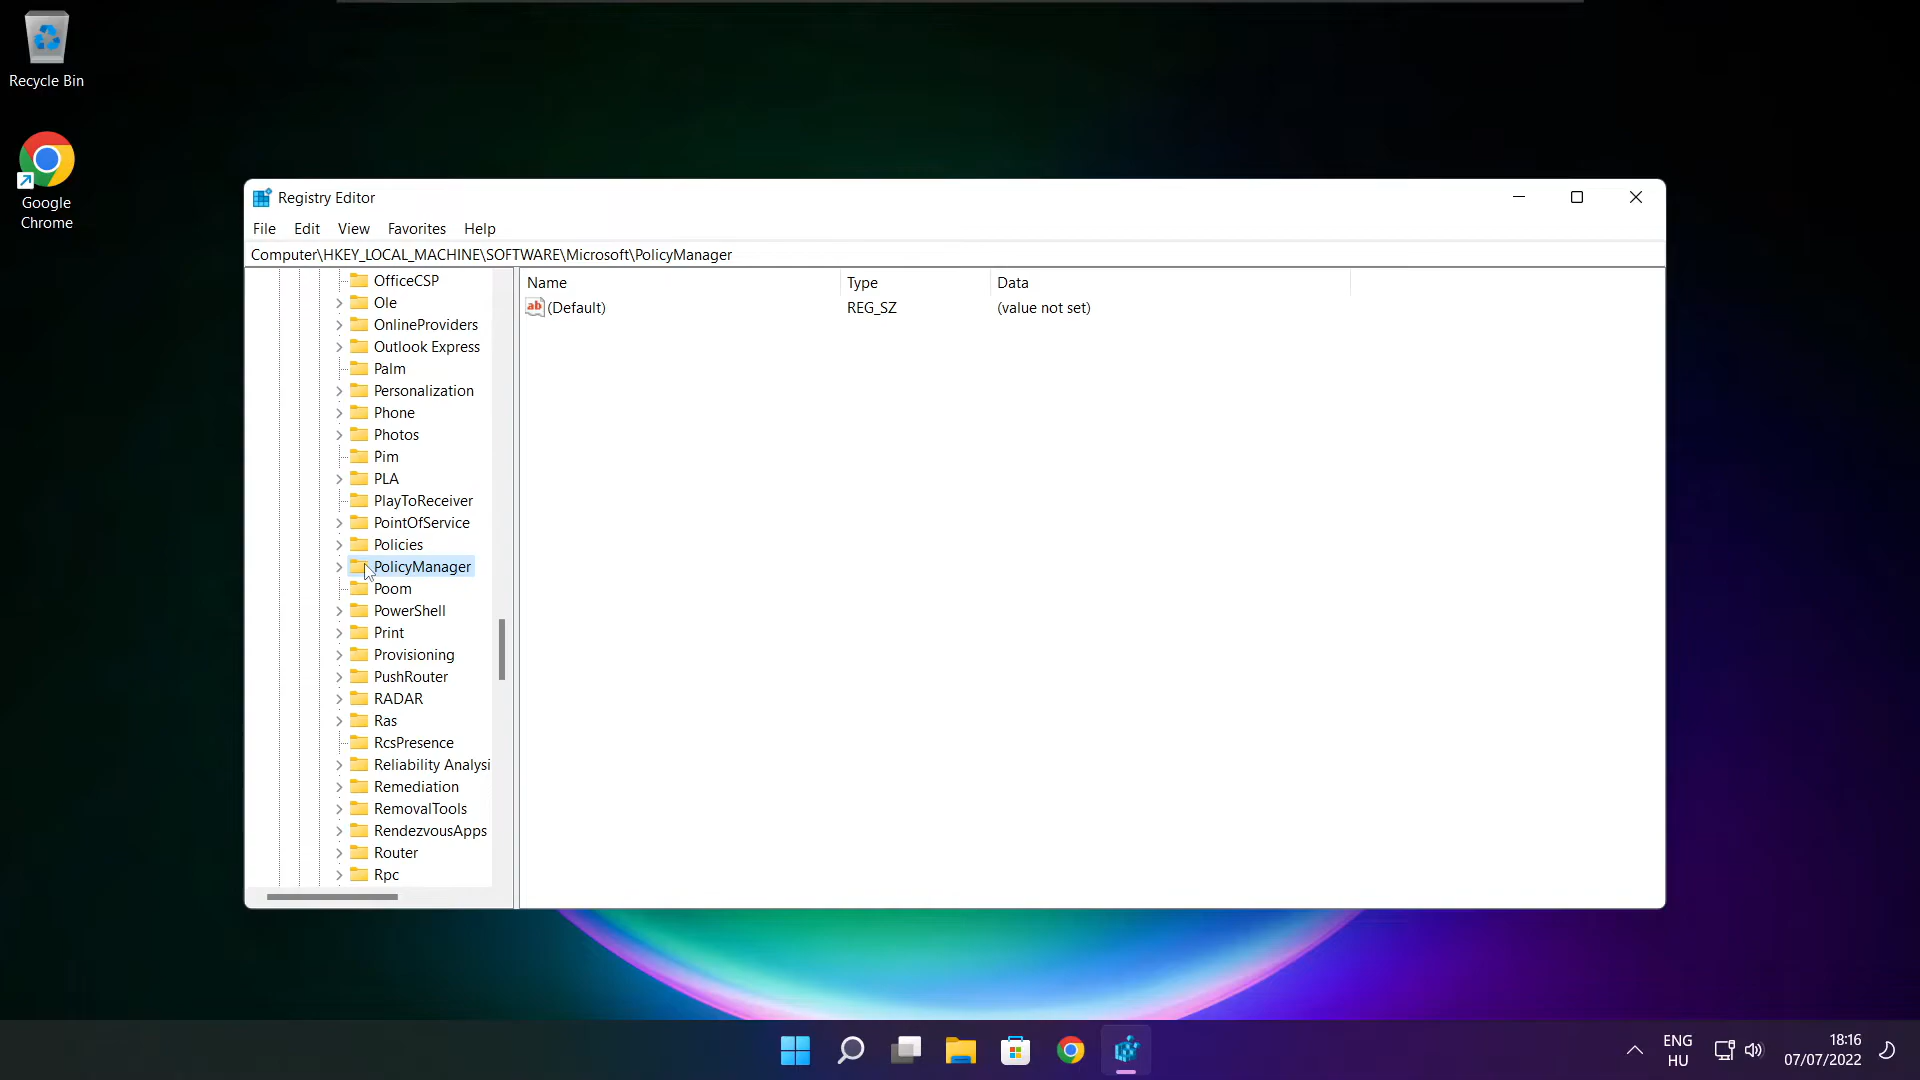 Recycle Bin
Google
Chrome
Registry Editor
File Edit View Favorites Help
Computer\HKEY_LOCAL_MACHINE\SOFTWARE\Microsoft\PolicyManager
OfficeCSP
Ole
OnlineProviders
Outlook Express
Palm
Personalization
Phone
Photos
Pim
PLA
PlayToReceiver
PointOfService
Policies
PolicyManager
Poom
PowerShell
Print
Provisioning
PushRouter
RADAR
Ras
RcsPresence
Reliability Analysi
Remediation
RemovalTools
RendezvousApps
Router
Rpc
Name Type Data
ab (Default) REG_SZ (value not set)
ENG
HU
18:16
07/07/2022